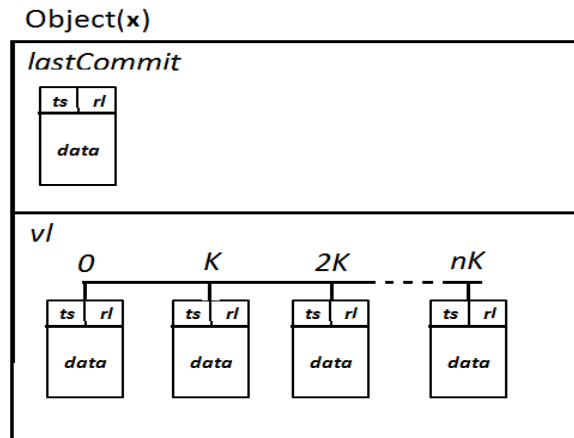 Object(x)
lastCommit
ts rl
data
vl
0 K 2K nK
ts rl ts rl ts rl ts rl
data data data data